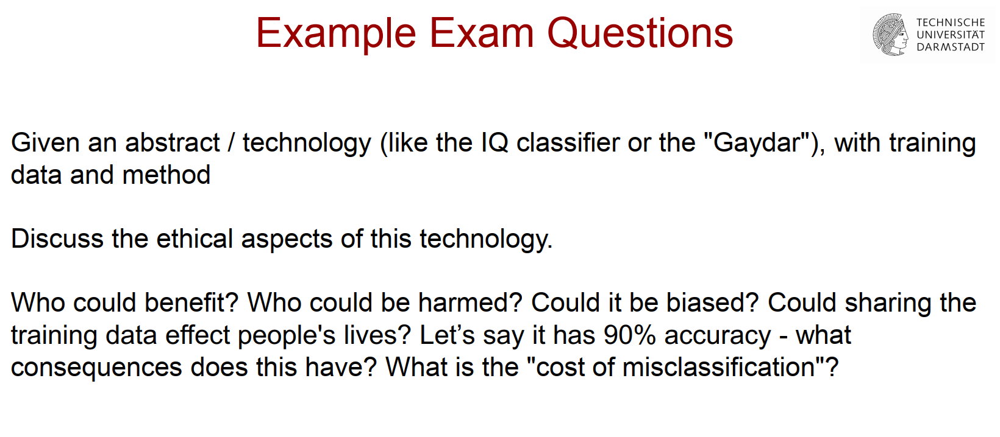 Example Exam Questions
TECHNISCHE
UNIVERSITÄT
DARMSTADT
Given an abstract / technology (like the IQ classifier or the "Gaydar"), with training
data and method
Discuss the ethical aspects of this technology.
Who could benefit? Who could be harmed? Could it be biased? Could sharing the
training data effect people's lives? Let’s say it has 90% accuracy - what
consequences does this have? What is the "cost of misclassification"?